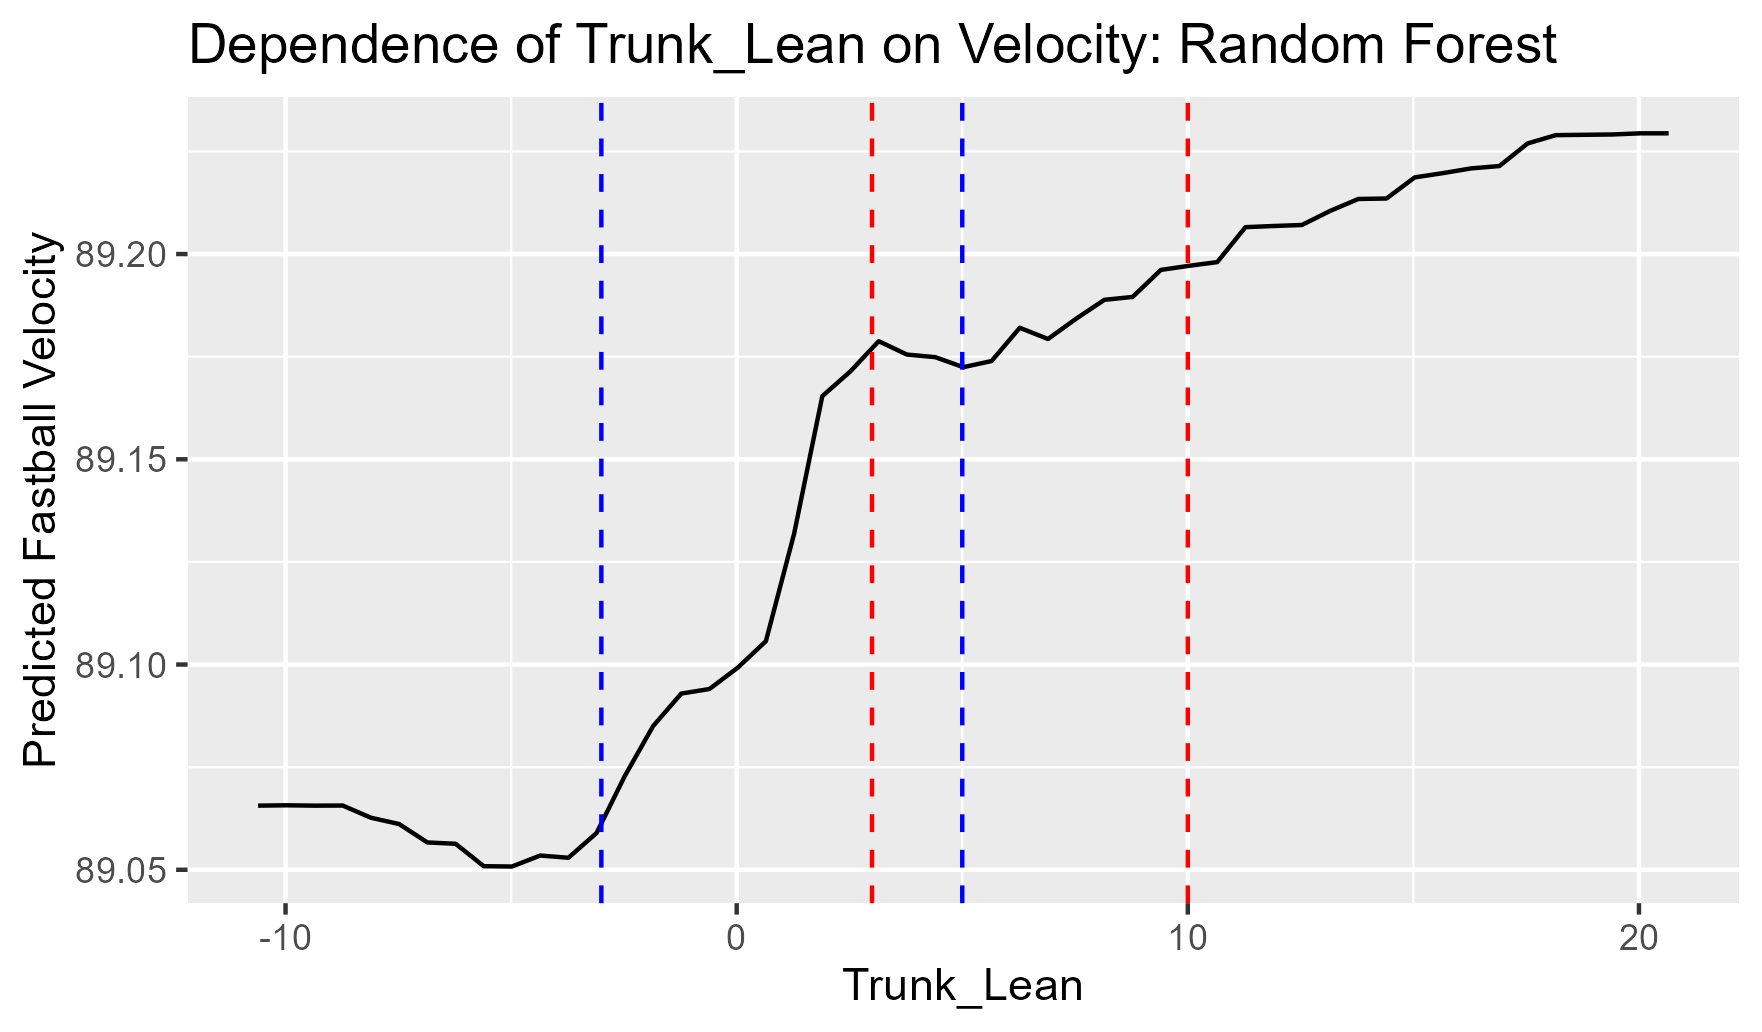 Dependence of Trunk_Lean on Velocity: Random Forest
Predicted Fastball Velocity
89.20
89.15
89.10
89.05
-10
0
10
20
Trunk_Lean